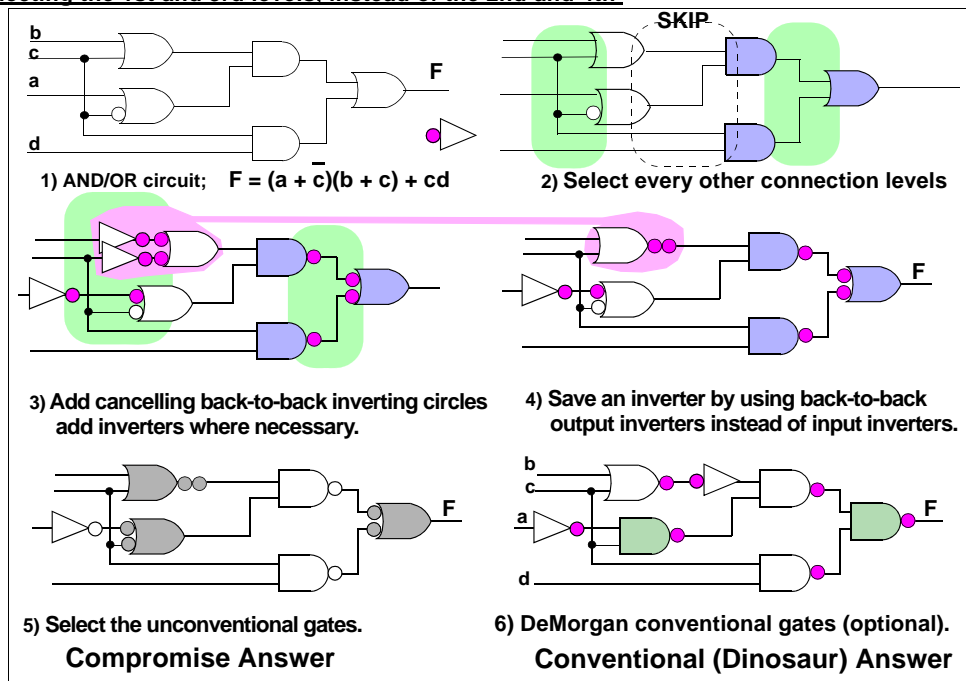 b
c
a
d
F
1) AND/OR circuit; F = (a + c̄)(b + c) + cd
SKIP
2) Select every other connection levels
3) Add cancelling back-to-back inverting circles
add inverters where necessary.
F
4) Save an inverter by using back-to-back
output inverters instead of input inverters.
F
5) Select the unconventional gates.
Compromise Answer
b
c
a
d
F
6) DeMorgan conventional gates (optional).
Conventional (Dinosaur) Answer